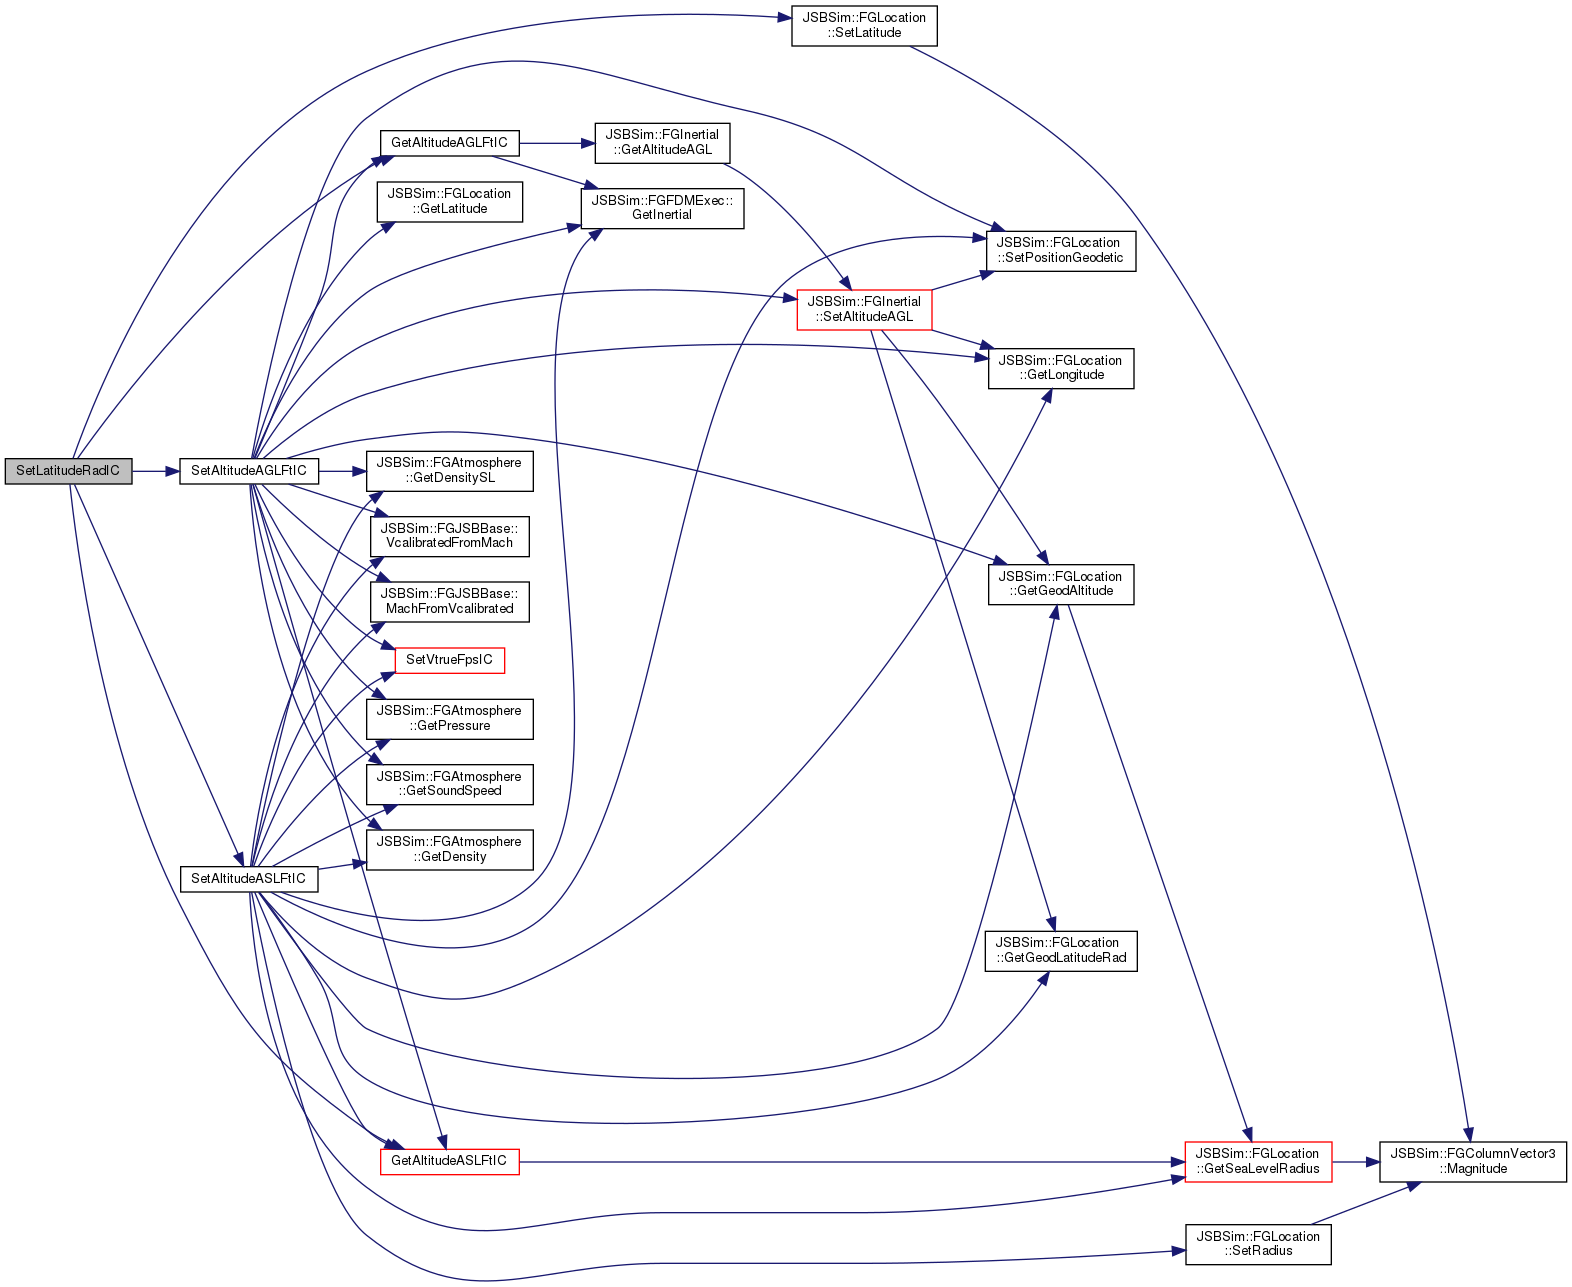 JSBSim::FGLocation
::SetLatitude
GetAltitudeAGLFtIC
JSBSim::FGInertial
::GetAltitudeAGL
JSBSim::FGLocation
::GetLatitude
JSBSim::FGFDMExec::
GetInertial
JSBSim::FGLocation
::SetPositionGeodetic
JSBSim::FGInertial
::SetAltitudeAGL
JSBSim::FGLocation
::GetLongitude
SetLatitudeRadIC
SetAltitudeAGLFtIC
JSBSim::FGAtmosphere
::GetDensitySL
JSBSim::FGJSBBase::
VcalibratedFromMach
JSBSim::FGJSBBase::
MachFromVcalibrated
JSBSim::FGLocation
::GetGeodAltitude
SetVtrueFpsIC
JSBSim::FGAtmosphere
::GetPressure
JSBSim::FGAtmosphere
::GetSoundSpeed
JSBSim::FGAtmosphere
::GetDensity
SetAltitudeASLFtIC
JSBSim::FGLocation
::GetGeodLatitudeRad
GetAltitudeASLFtIC
JSBSim::FGLocation
::GetSeaLevelRadius
JSBSim::FGColumnVector3
::Magnitude
JSBSim::FGLocation
::SetRadius